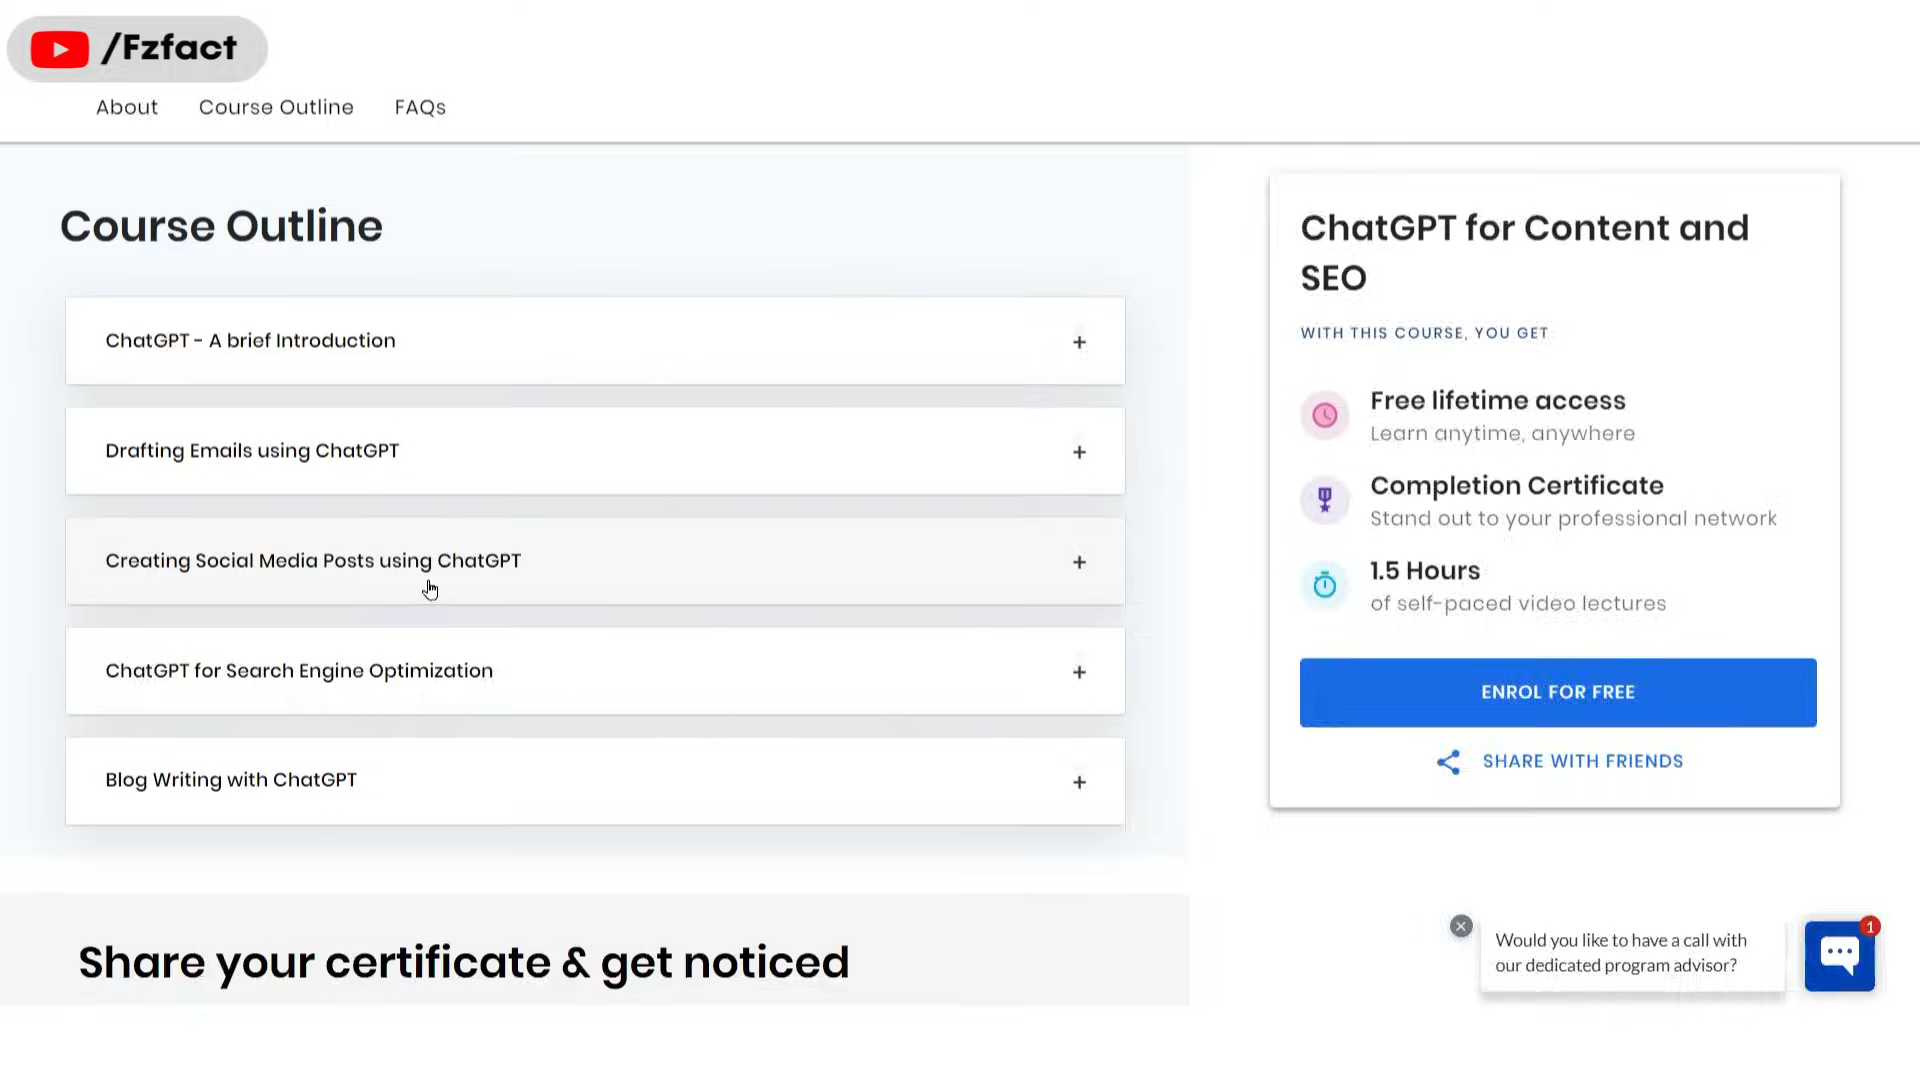 /Fzfact
About Course Outline FAQs
Course Outline
ChatGPT - A brief Introduction
+
Drafting Emails using ChatGPT
+
Creating Social Media Posts using ChatGPT
+
ChatGPT for Search Engine Optimization
+
Blog Writing with ChatGPT
+
Share your certificate & get noticed
ChatGPT for Content and
SEO
WITH THIS COURSE, YOU GET
Free lifetime access
Learn anytime, anywhere
Completion Certificate
Stand out to your professional network
1.5 Hours
of self-paced video lectures
ENROL FOR FREE
SHARE WITH FRIENDS
Would you like to have a call with
our dedicated program advisor?
1